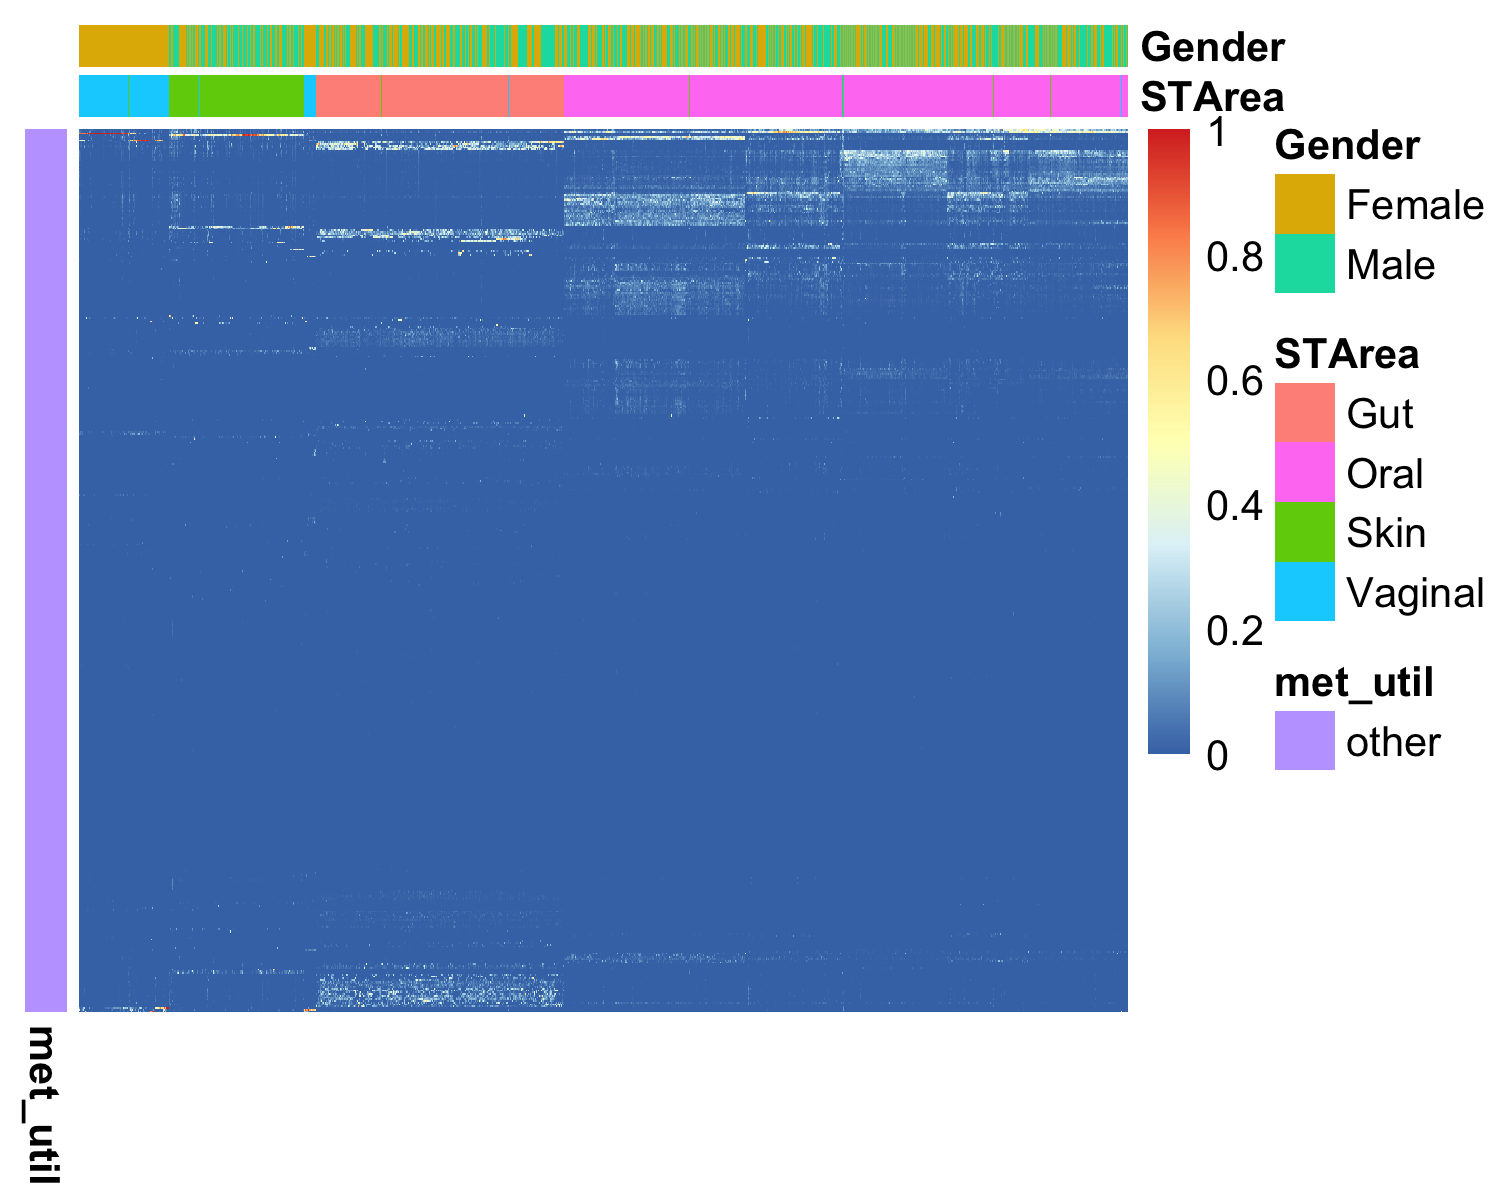 Gender
STArea
1
0.8
0.6
0.4
0.2
0
Gender
Female
Male
STArea
Gut
Oral
Skin
Vaginal
met_util
other
met_util